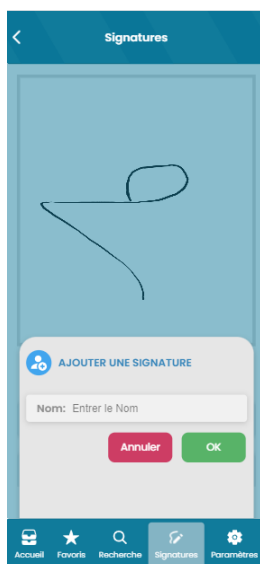 Signatures
AJOUTER UNE SIGNATURE
Nom: Entrer le Nom
Annuler OK
Accueil Favoris Recherche Signatures Paramètres